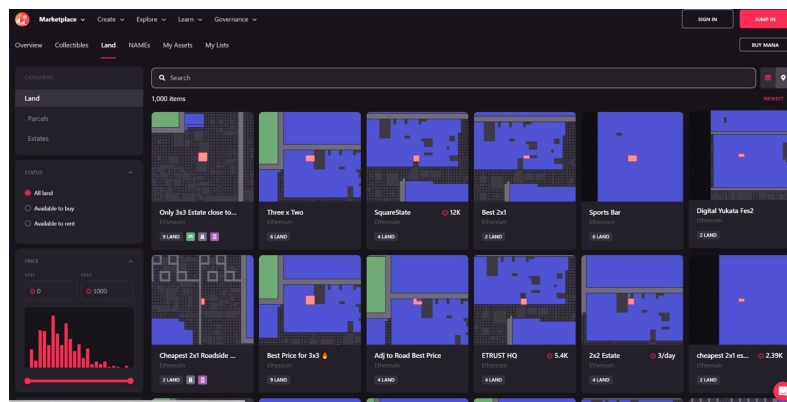 Marketplace Create Explore Learn Governance SIGN IN JUMP IN
Overview Collectibles Land NAMEs My Assets My Lists BUY MANA
CATEGORIES
Land
Parcels
Estates
Search
1,000 items NEWEST
STATUS
All land
Available to buy
Available to rent
PRICE
MIN MAX
0 1000
Only 3x3 Estate close to...
Ethereum
9 LAND
Three x Two
Ethereum
6 LAND
SquareState 12K
Ethereum
4 LAND
Best 2x1
Ethereum
2 LAND
Sports Bar
Ethereum
6 LAND
Digital Yukata Fes2
Ethereum
2 LAND
Cheapest 2x1 Roadside ...
Ethereum
2 LAND
Best Price for 3x3 🔥
Ethereum
9 LAND
Adj to Road Best Price
Ethereum
4 LAND
ETRUST HQ 5.4K
Ethereum
4 LAND
2x2 Estate 3/day
Ethereum
4 LAND
cheapest 2x1 es... 2.39K
Ethereum
2 LAND